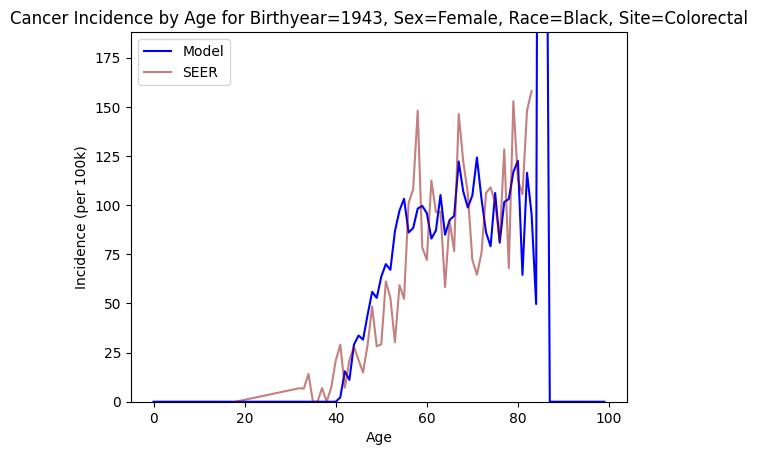 Cancer Incidence by Age for Birthyear=1943, Sex=Female, Race=Black, Site=Colorectal
Model
SEER
Incidence (per 100k)
175
150
125
100
75
50
25
0
0 20 40 60 80 100
Age